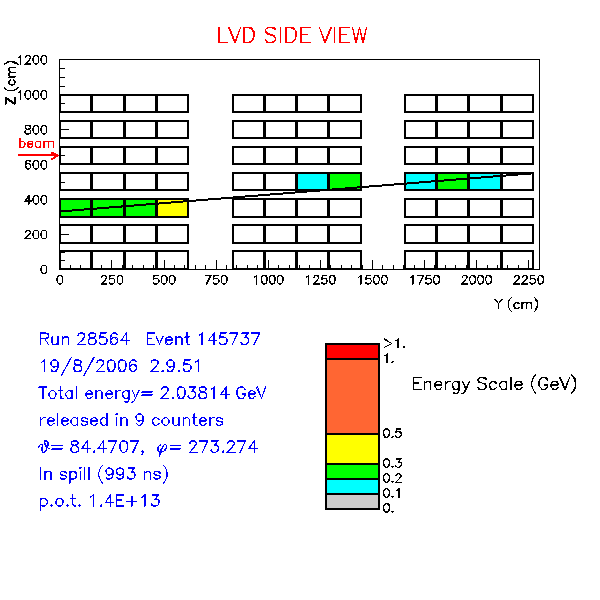 LVD SIDE VIEW
Z (cm)
1200
1000
800
beam
600
400
200
0
0 250 500 750 1000 1250 1500 1750 2000 2250
Y (cm)
Run 28564 Event 145737
19/8/2006 2.9.51
Total energy= 2.03814 GeV
released in 9 counters
ϑ= 84.4707, φ= 273.274
In spill (993 ns)
p.o.t. 1.4E+13
>1.
1.
Energy Scale (GeV)
0.5
0.3
0.2
0.1
0.